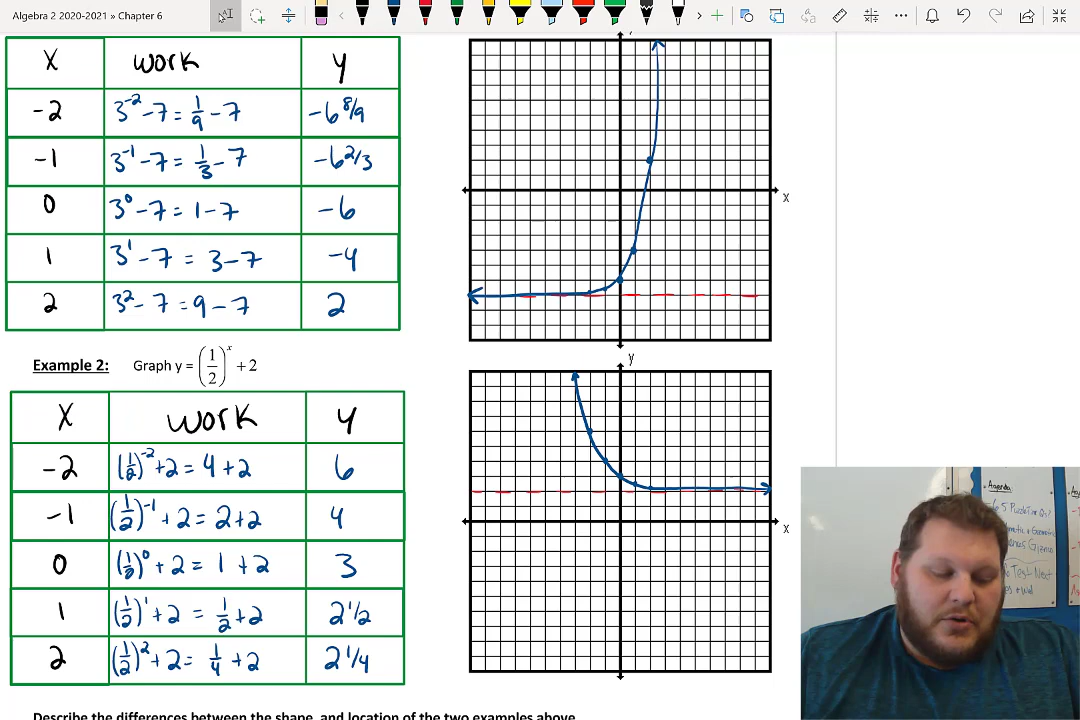 Algebra 2 2020-2021 » Chapter 6
x work y
-2 3⁻² - 7 = 1/9 - 7 -6 8/9
-1 3⁻¹ - 7 = 1/3 - 7 -6 2/3
0 3⁰ - 7 = 1 - 7 -6
1 3¹ - 7 = 3 - 7 -4
2 3² - 7 = 9 - 7 2
x
Example 2: Graph y = (1/2)ˣ + 2
y
x work y
-2 (1/2)⁻² + 2 = 4 + 2 6
-1 (1/2)⁻¹ + 2 = 2 + 2 4
0 (1/2)⁰ + 2 = 1 + 2 3
1 (1/2)¹ + 2 = 1/2 + 2 2 1/2
2 (1/2)² + 2 = 1/4 + 2 2 1/4
x
Agenda
Describe the differences between the shape, and location of the two examples above